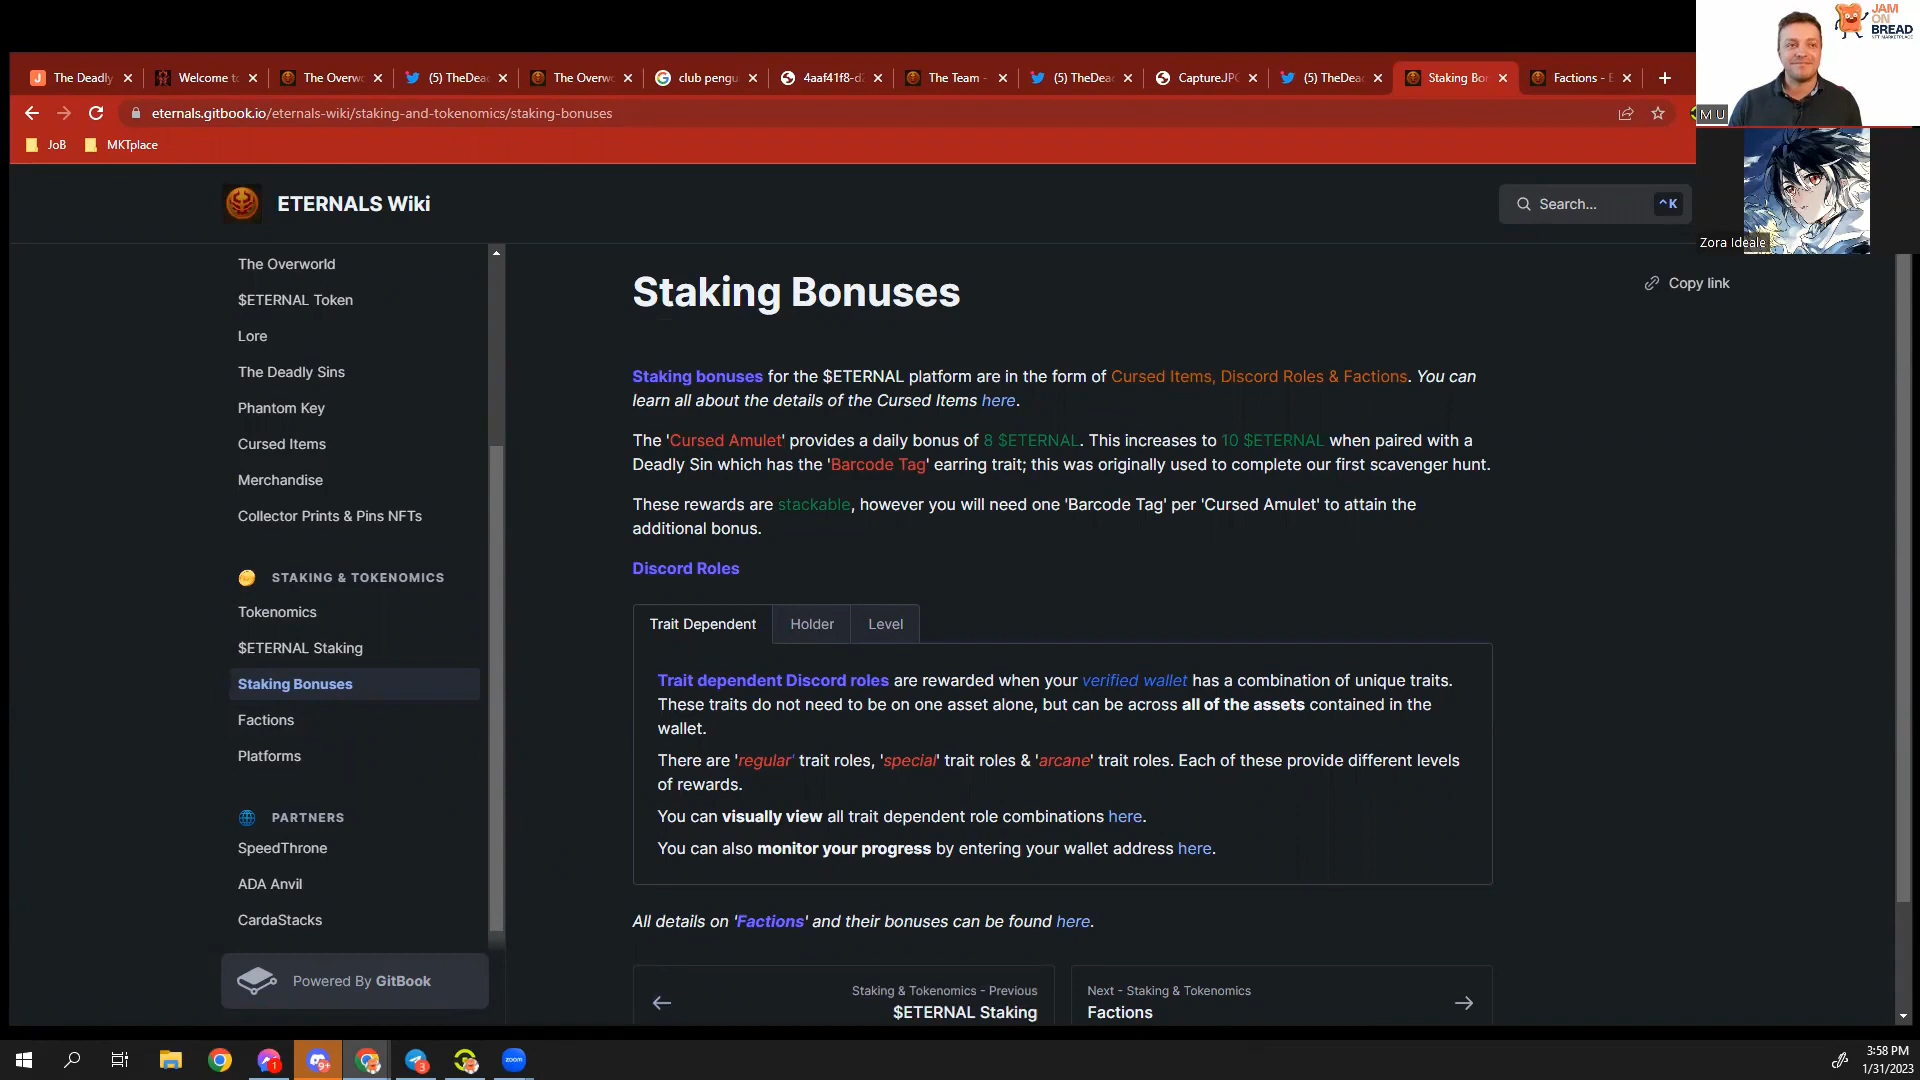 JAM
ON
BREAD
NFT MARKETPLACE
The Deadly
Welcome to
The Overw
(5) TheDea
The Overw
club pengu
4aaf41f8-d
The Team -
(5) TheDea
Capture.JPG
(5) TheDea
Staking Bo
Factions - E
eternals.gitbook.io/eternals-wiki/staking-and-tokenomics/staking-bonuses
M U
JoB
MKTplace
ETERNALS Wiki
Search...
^K
Zora Ideale
The Overworld
$ETERNAL Token
Lore
The Deadly Sins
Phantom Key
Cursed Items
Merchandise
Collector Prints & Pins NFTs
STAKING & TOKENOMICS
Tokenomics
$ETERNAL Staking
Staking Bonuses
Factions
Platforms
PARTNERS
SpeedThrone
ADA Anvil
CardaStacks
Powered By GitBook
Staking Bonuses
Copy link
Staking bonuses for the $ETERNAL platform are in the form of Cursed Items, Discord Roles & Factions. You can
learn all about the details of the Cursed Items here.
The 'Cursed Amulet' provides a daily bonus of 8 $ETERNAL. This increases to 10 $ETERNAL when paired with a
Deadly Sin which has the 'Barcode Tag' earring trait; this was originally used to complete our first scavenger hunt.
These rewards are stackable, however you will need one 'Barcode Tag' per 'Cursed Amulet' to attain the
additional bonus.
Discord Roles
Trait Dependent
Holder
Level
Trait dependent Discord roles are rewarded when your verified wallet has a combination of unique traits.
These traits do not need to be on one asset alone, but can be across all of the assets contained in the
wallet.
There are 'regular' trait roles, 'special' trait roles & 'arcane' trait roles. Each of these provide different levels
of rewards.
You can visually view all trait dependent role combinations here.
You can also monitor your progress by entering your wallet address here.
All details on 'Factions' and their bonuses can be found here.
Staking & Tokenomics - Previous
$ETERNAL Staking
Next - Staking & Tokenomics
Factions
1
9+
3
zoom
3:58 PM
1/31/2023